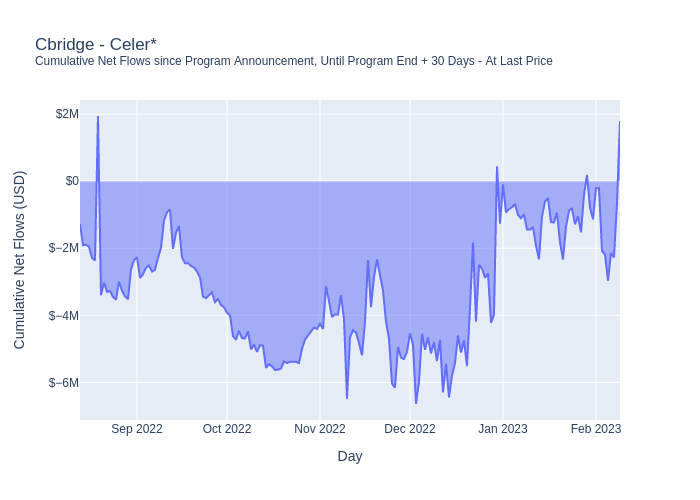 Cbridge - Celer*
Cumulative Net Flows since Program Announcement, Until Program End + 30 Days - At Last Price
$2M
$0
$−2M
$−4M
$−6M
Cumulative Net Flows (USD)
Sep 2022
Oct 2022
Nov 2022
Dec 2022
Jan 2023
Feb 2023
Day